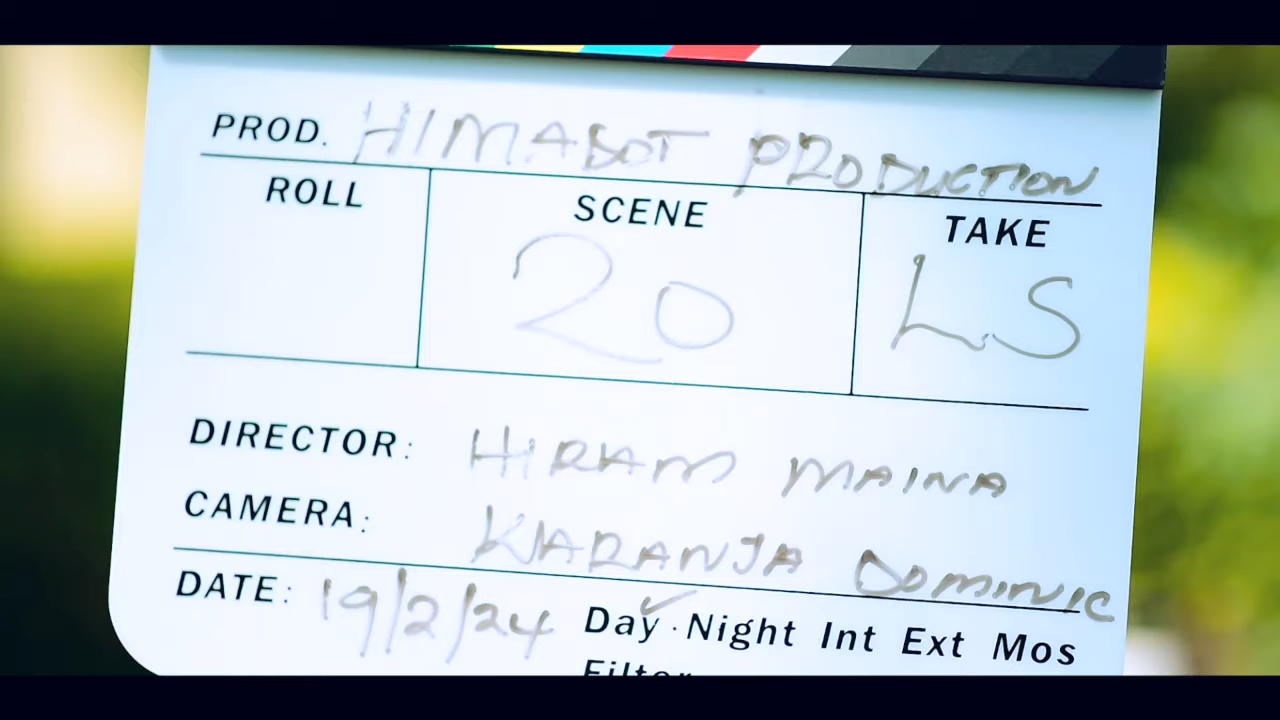 PROD. HIMABOT PRODUCTION
ROLL SCENE TAKE
20 L.S
DIRECTOR: HIRAM MAINA
CAMERA: KARANJA DOMINIC
DATE: 19/2/24 Day · Night Int Ext Mos
Filter